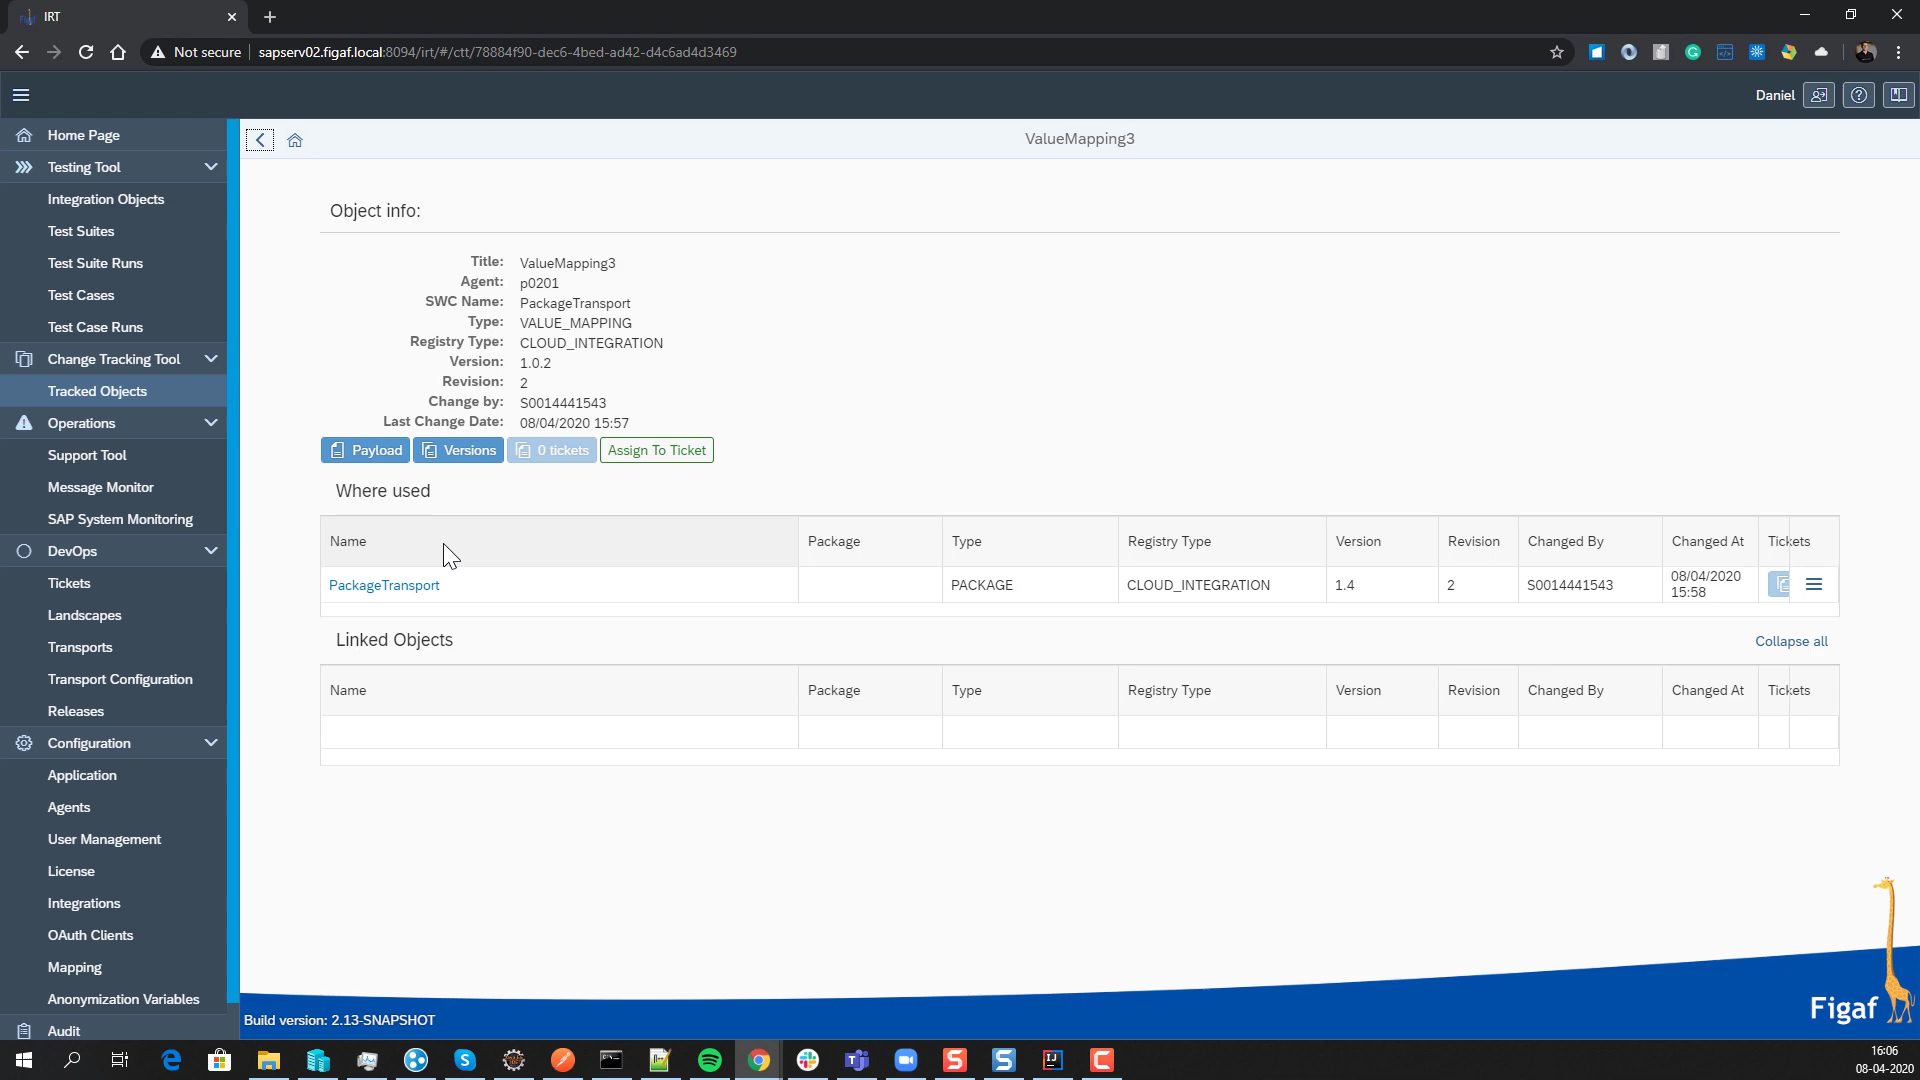 IRT
Not secure
sapserv02.figaf.local:8094/irt/#/ctt/78884f90-dec6-4bed-ad42-d4c6ad4d3469
Daniel
Home Page
Testing Tool
Integration Objects
Test Suites
Test Suite Runs
Test Cases
Test Case Runs
Change Tracking Tool
Tracked Objects
Operations
Support Tool
Message Monitor
SAP System Monitoring
DevOps
Tickets
Landscapes
Transports
Transport Configuration
Releases
Configuration
Application
Agents
User Management
License
Integrations
OAuth Clients
Mapping
Anonymization Variables
Audit
ValueMapping3
Object info:
Title: ValueMapping3
Agent: p0201
SWC Name: PackageTransport
Type: VALUE_MAPPING
Registry Type: CLOUD_INTEGRATION
Version: 1.0.2
Revision: 2
Change by: S0014441543
Last Change Date: 08/04/2020 15:57
Payload Versions 0 tickets Assign To Ticket
Where used
Name Package Type Registry Type Version Revision Changed By Changed At Tickets
PackageTransport PACKAGE CLOUD_INTEGRATION 1.4 2 S0014441543 08/04/2020
15:58
Linked Objects Collapse all
Name Package Type Registry Type Version Revision Changed By Changed At Tickets
Figaf
Build version: 2.13-SNAPSHOT
16:06
08-04-2020